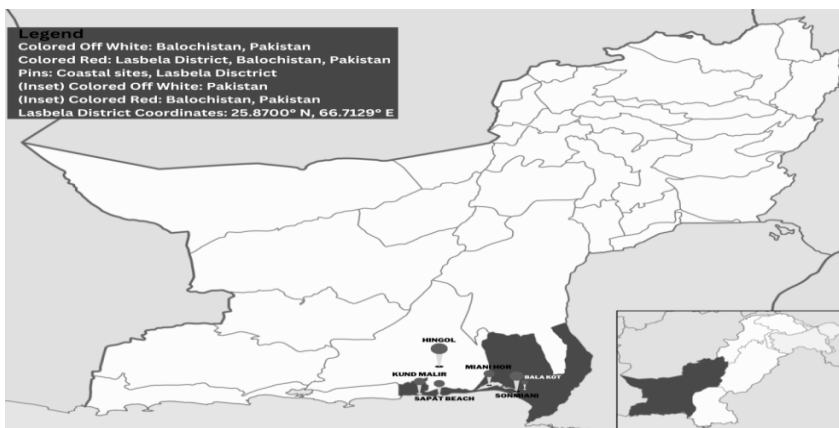 Legend
Colored Off White: Balochistan, Pakistan
Colored Red: Lasbela District, Balochistan, Pakistan
Pins: Coastal sites, Lasbela Disctrict
(Inset) Colored Off White: Pakistan
(Inset) Colored Red: Balochistan, Pakistan
Lasbela District Coordinates: 25.8700° N, 66.7129° E
HINGOL
MIANI HOR
KUND MALIR
BALA KOT
SAPAT BEACH
SONMIANI